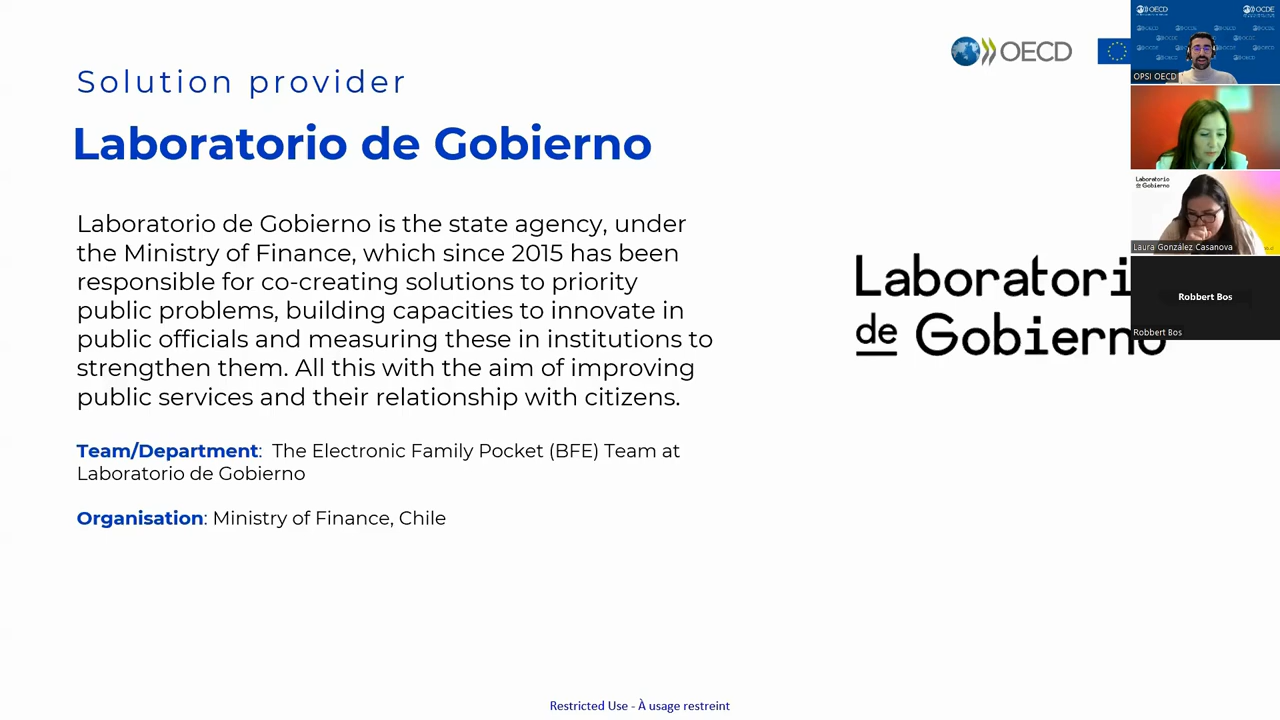 Solution provider
Laboratorio de Gobierno
Laboratorio de Gobierno is the state agency, under
the Ministry of Finance, which since 2015 has been
responsible for co-creating solutions to priority
public problems, building capacities to innovate in
public officials and measuring these in institutions to
strengthen them. All this with the aim of improving
public services and their relationship with citizens.
Team/Department: The Electronic Family Pocket (BFE) Team at
Laboratorio de Gobierno
Organisation: Ministry of Finance, Chile
OECD
Laboratori
de Gobierno
OECD
OCDE
OPSI OECD
Laboratorio
de Gobierno
Laura González Casanova
Robbert Bos
Robbert Bos
Restricted Use - À usage restreint